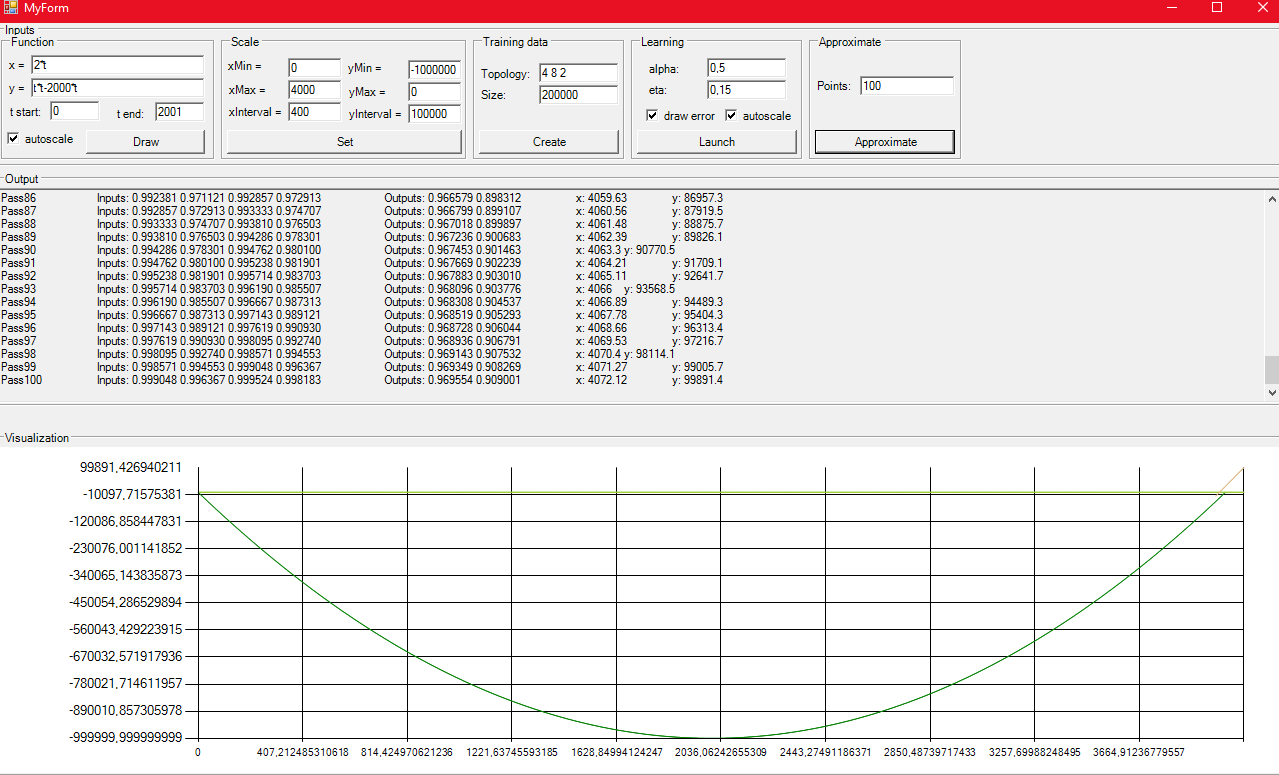 MyForm
Inputs
Function
x = 2*t
y = t*t-2000*t
t start: 0 t end: 2001
autoscale Draw
Scale
xMin = 0 yMin = -1000000
xMax = 4000 yMax = 0
xInterval = 400 yInterval = 100000
Set
Training data
Topology: 4 8 2
Size: 200000
Create
Learning
alpha: 0,5
eta: 0,15
draw error autoscale
Launch
Approximate
Points: 100
Approximate
Output
Pass86 Inputs: 0.992381 0.971121 0.992857 0.972913 Outputs: 0.966579 0.898312 x: 4059.63 y: 86957.3
Pass87 Inputs: 0.992857 0.972913 0.993333 0.974707 Outputs: 0.966799 0.899107 x: 4060.56 y: 87919.5
Pass88 Inputs: 0.993333 0.974707 0.993810 0.976503 Outputs: 0.967018 0.899897 x: 4061.48 y: 88875.7
Pass89 Inputs: 0.993810 0.976503 0.994286 0.978301 Outputs: 0.967236 0.900683 x: 4062.39 y: 89826.1
Pass90 Inputs: 0.994286 0.978301 0.994762 0.980100 Outputs: 0.967453 0.901463 x: 4063.3 y: 90770.5
Pass91 Inputs: 0.994762 0.980100 0.995238 0.981901 Outputs: 0.967669 0.902239 x: 4064.21 y: 91709.1
Pass92 Inputs: 0.995238 0.981901 0.995714 0.983703 Outputs: 0.967883 0.903010 x: 4065.11 y: 92641.7
Pass93 Inputs: 0.995714 0.983703 0.996190 0.985507 Outputs: 0.968096 0.903776 x: 4066 y: 93568.5
Pass94 Inputs: 0.996190 0.985507 0.996667 0.987313 Outputs: 0.968308 0.904537 x: 4066.89 y: 94489.3
Pass95 Inputs: 0.996667 0.987313 0.997143 0.989121 Outputs: 0.968519 0.905293 x: 4067.78 y: 95404.3
Pass96 Inputs: 0.997143 0.989121 0.997619 0.990930 Outputs: 0.968728 0.906044 x: 4068.66 y: 96313.4
Pass97 Inputs: 0.997619 0.990930 0.998095 0.992740 Outputs: 0.968936 0.906791 x: 4069.53 y: 97216.7
Pass98 Inputs: 0.998095 0.992740 0.998571 0.994553 Outputs: 0.969143 0.907532 x: 4070.4 y: 98114.1
Pass99 Inputs: 0.998571 0.994553 0.999048 0.996367 Outputs: 0.969349 0.908269 x: 4071.27 y: 99005.7
Pass100 Inputs: 0.999048 0.996367 0.999524 0.998183 Outputs: 0.969554 0.909001 x: 4072.12 y: 99891.4
Visualization
99891,426940211
-10097,71575381
-120086,858447831
-230076,001141852
-340065,143835873
-450054,286529894
-560043,429223915
-670032,571917936
-780021,714611957
-890010,857305978
-999999,999999999
0 407,212485310618 814,4249706​21236 1221,63745593185 1628,84994124247 2036,06242655309 2443,27491186371 2850,48739717433 3257,69988248495 3664,91236779557